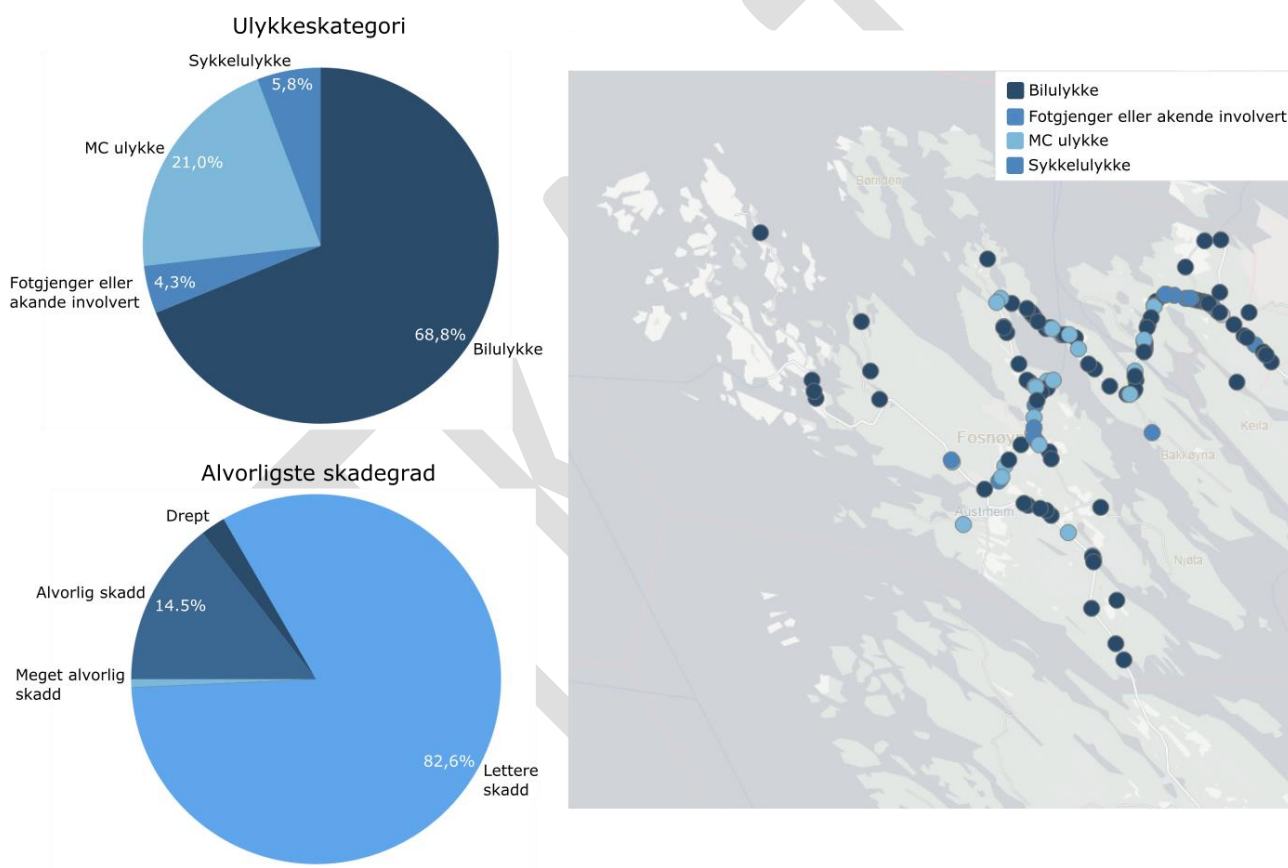 Ulykkeskategori
Sykkelulykke
5,8%
MC ulykke
21,0%
Fotgjenger eller
akande involvert
4,3%
68,8%
Bilulykke
Alvorligste skadegrad
Drept
Alvorlig skadd
14.5%
Meget alvorlig
skadd
82,6%
Lettere
skadd
Bilulykke
Fotgjenger eller akende involvert
MC ulykke
Sykkelulykke
Keila
Bakkøyna
Austrheim
Njøta